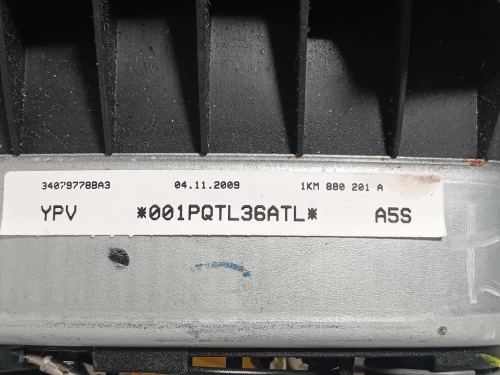 34079778BA3 04.11.2009 1KM 880 201 A
YPV *001PQTL36ATL* A5S